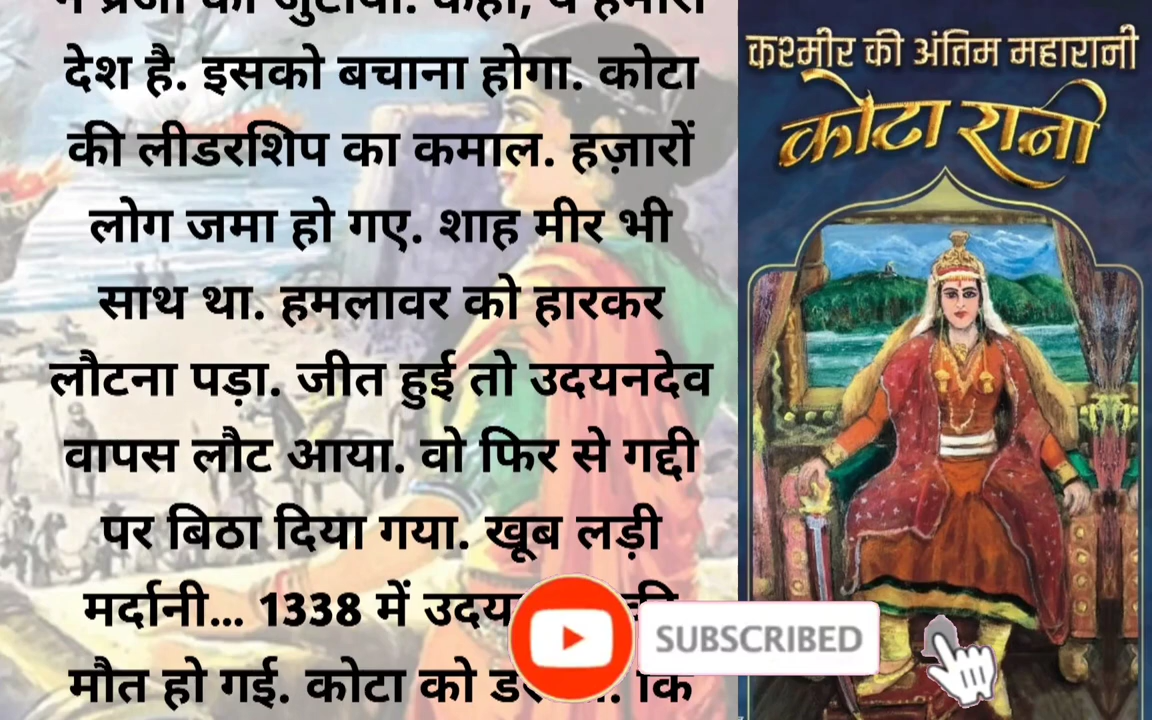 देश है. इसको बचाना होगा. कोटा
की लीडरशिप का कमाल. हज़ारों
लोग जमा हो गए. शाह मीर भी
साथ था. हमलावर को हारकर
लौटना पड़ा. जीत हुई तो उदयनदेव
वापस लौट आया. वो फिर से गद्दी
पर बिठा दिया गया. खूब लड़ी
मर्दानी... 1338 में
मौत हो गई. कोटा को कि
कश्मीर की अंतिम महारानी
कोटा रानी
SUBSCRIBED